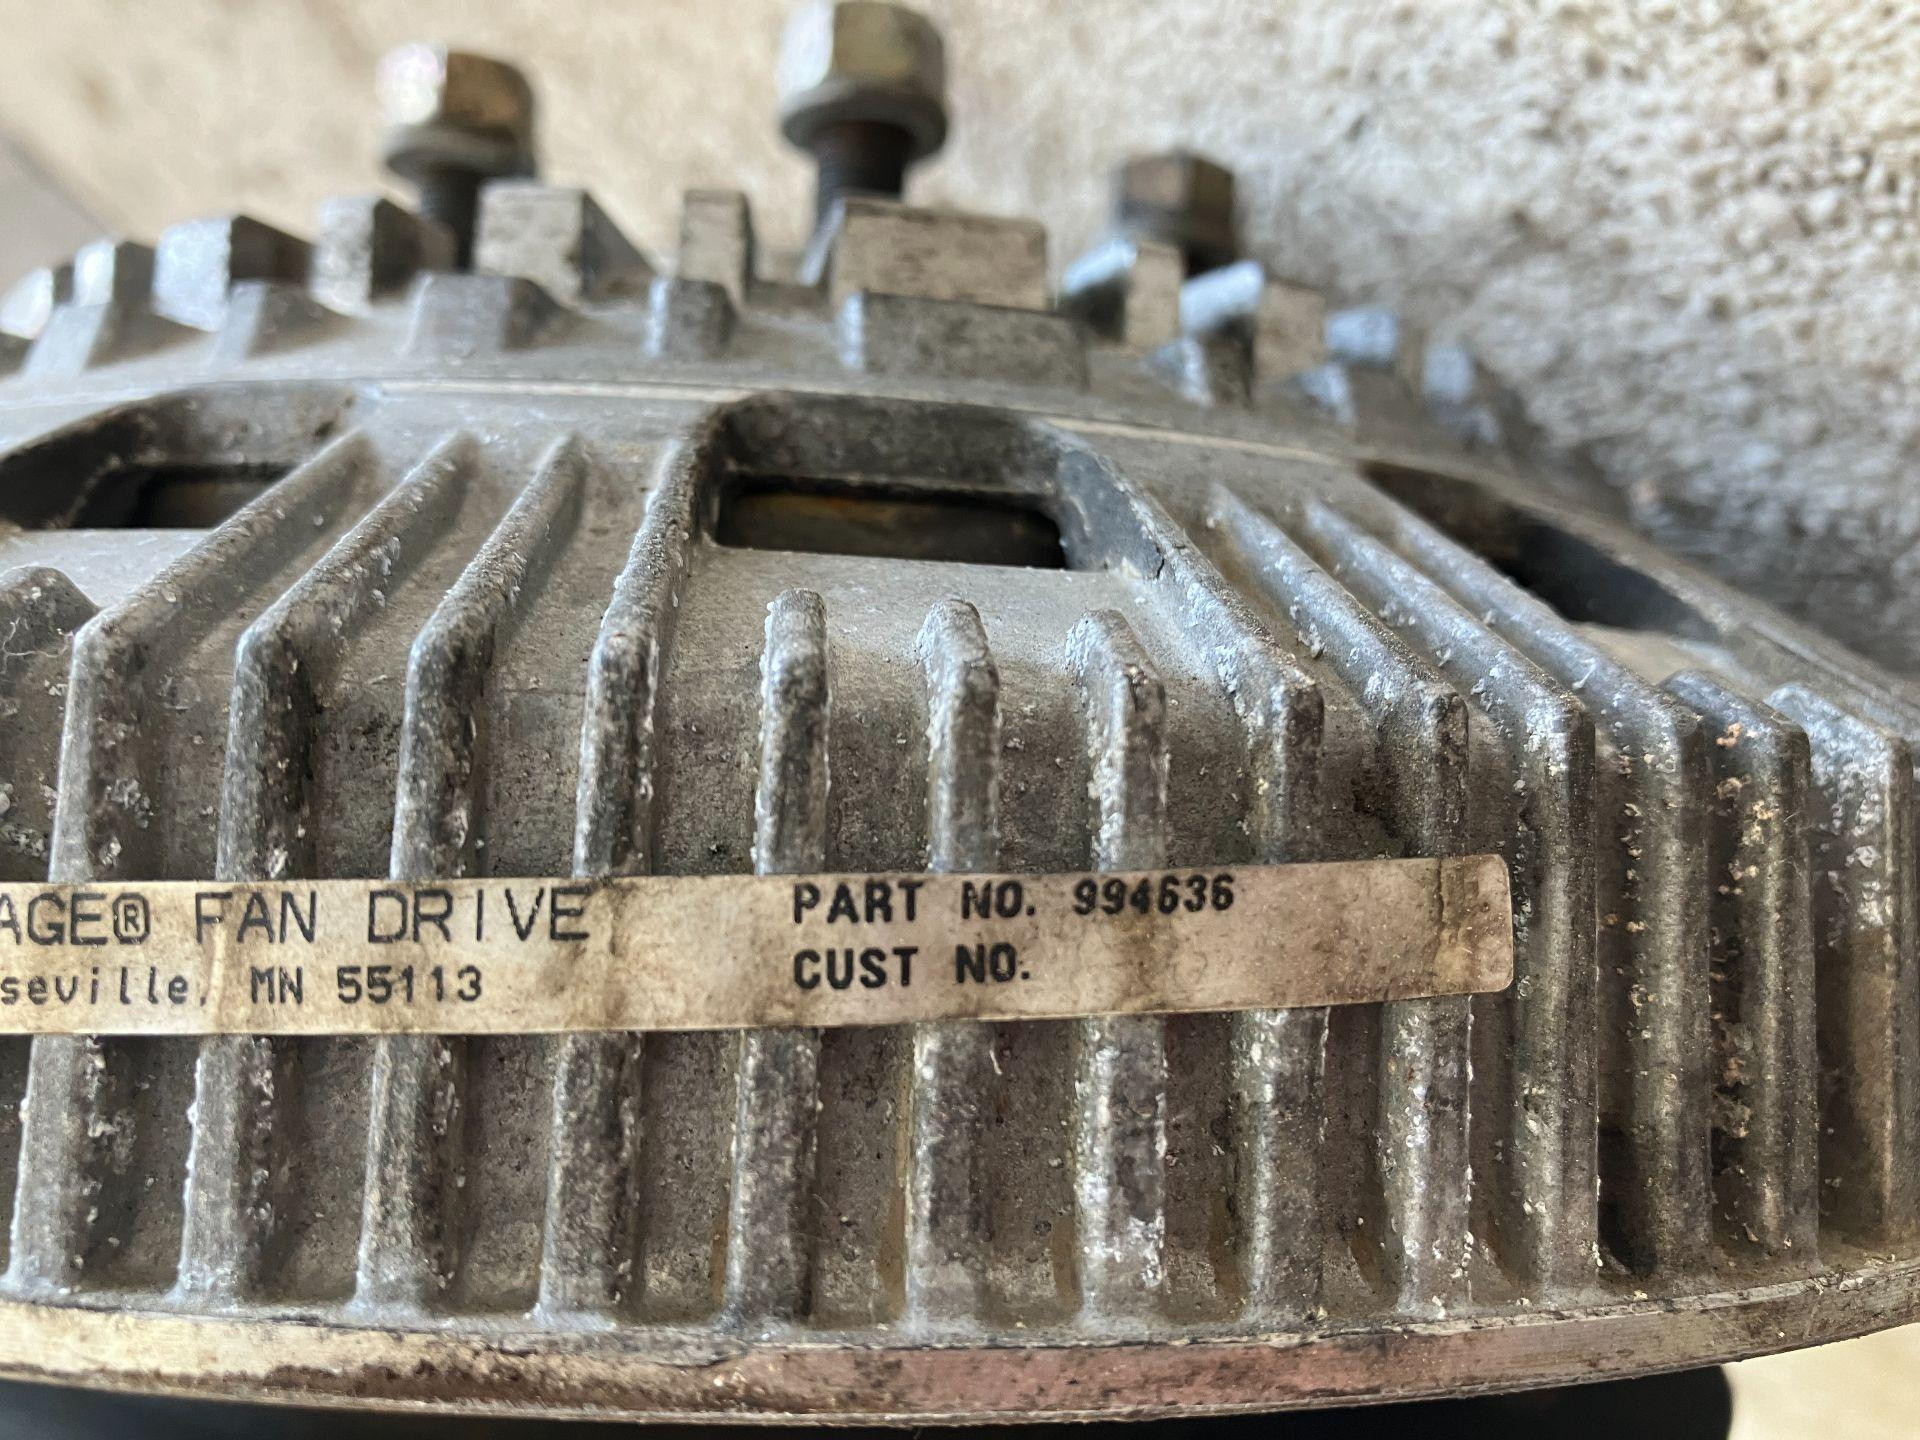 AGE® FAN DRIVE
seville, MN 55113
PART NO. 994636
CUST NO.